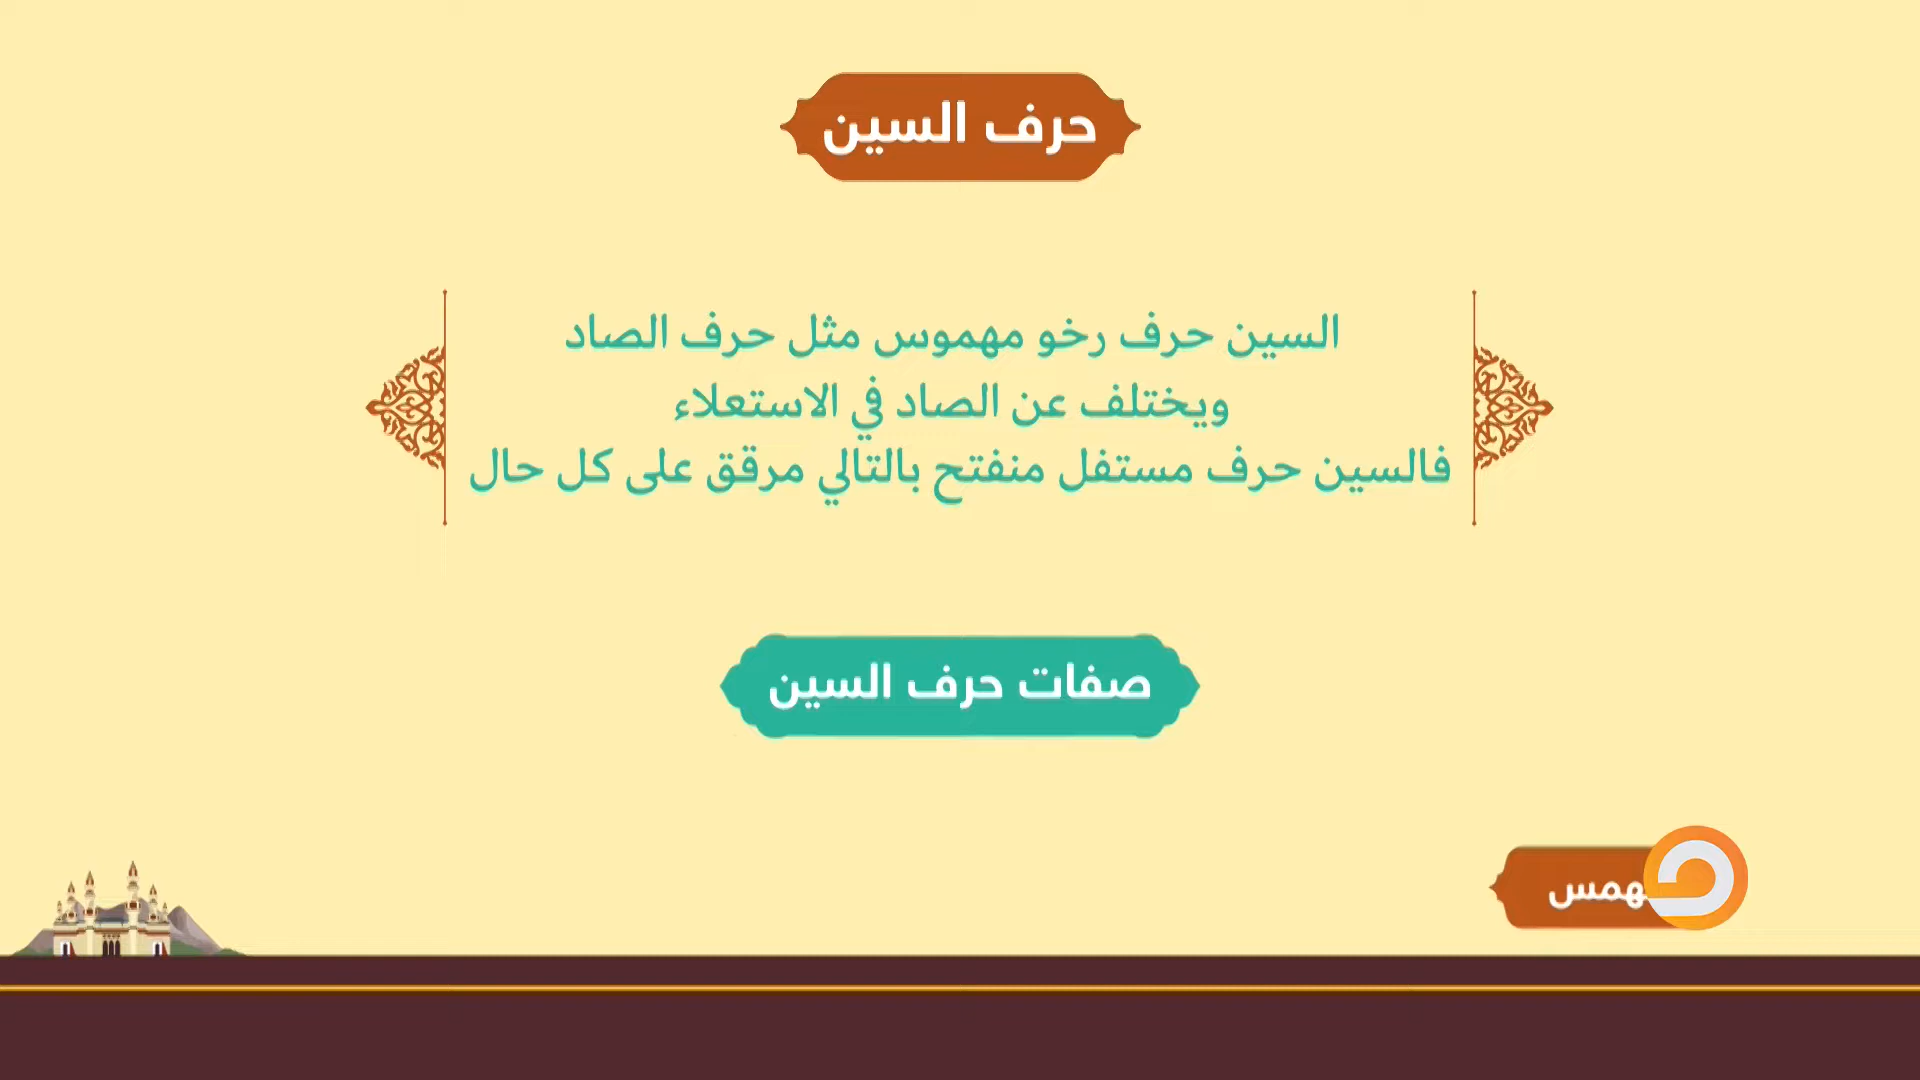 حرف السين
السين حرف رخو مهموس مثل حرف الصاد
ويختلف عن الصاد في الاستعلاء
فالسين حرف مستفل منفتح بالتالي مرقق على كل حال
صفات حرف السين